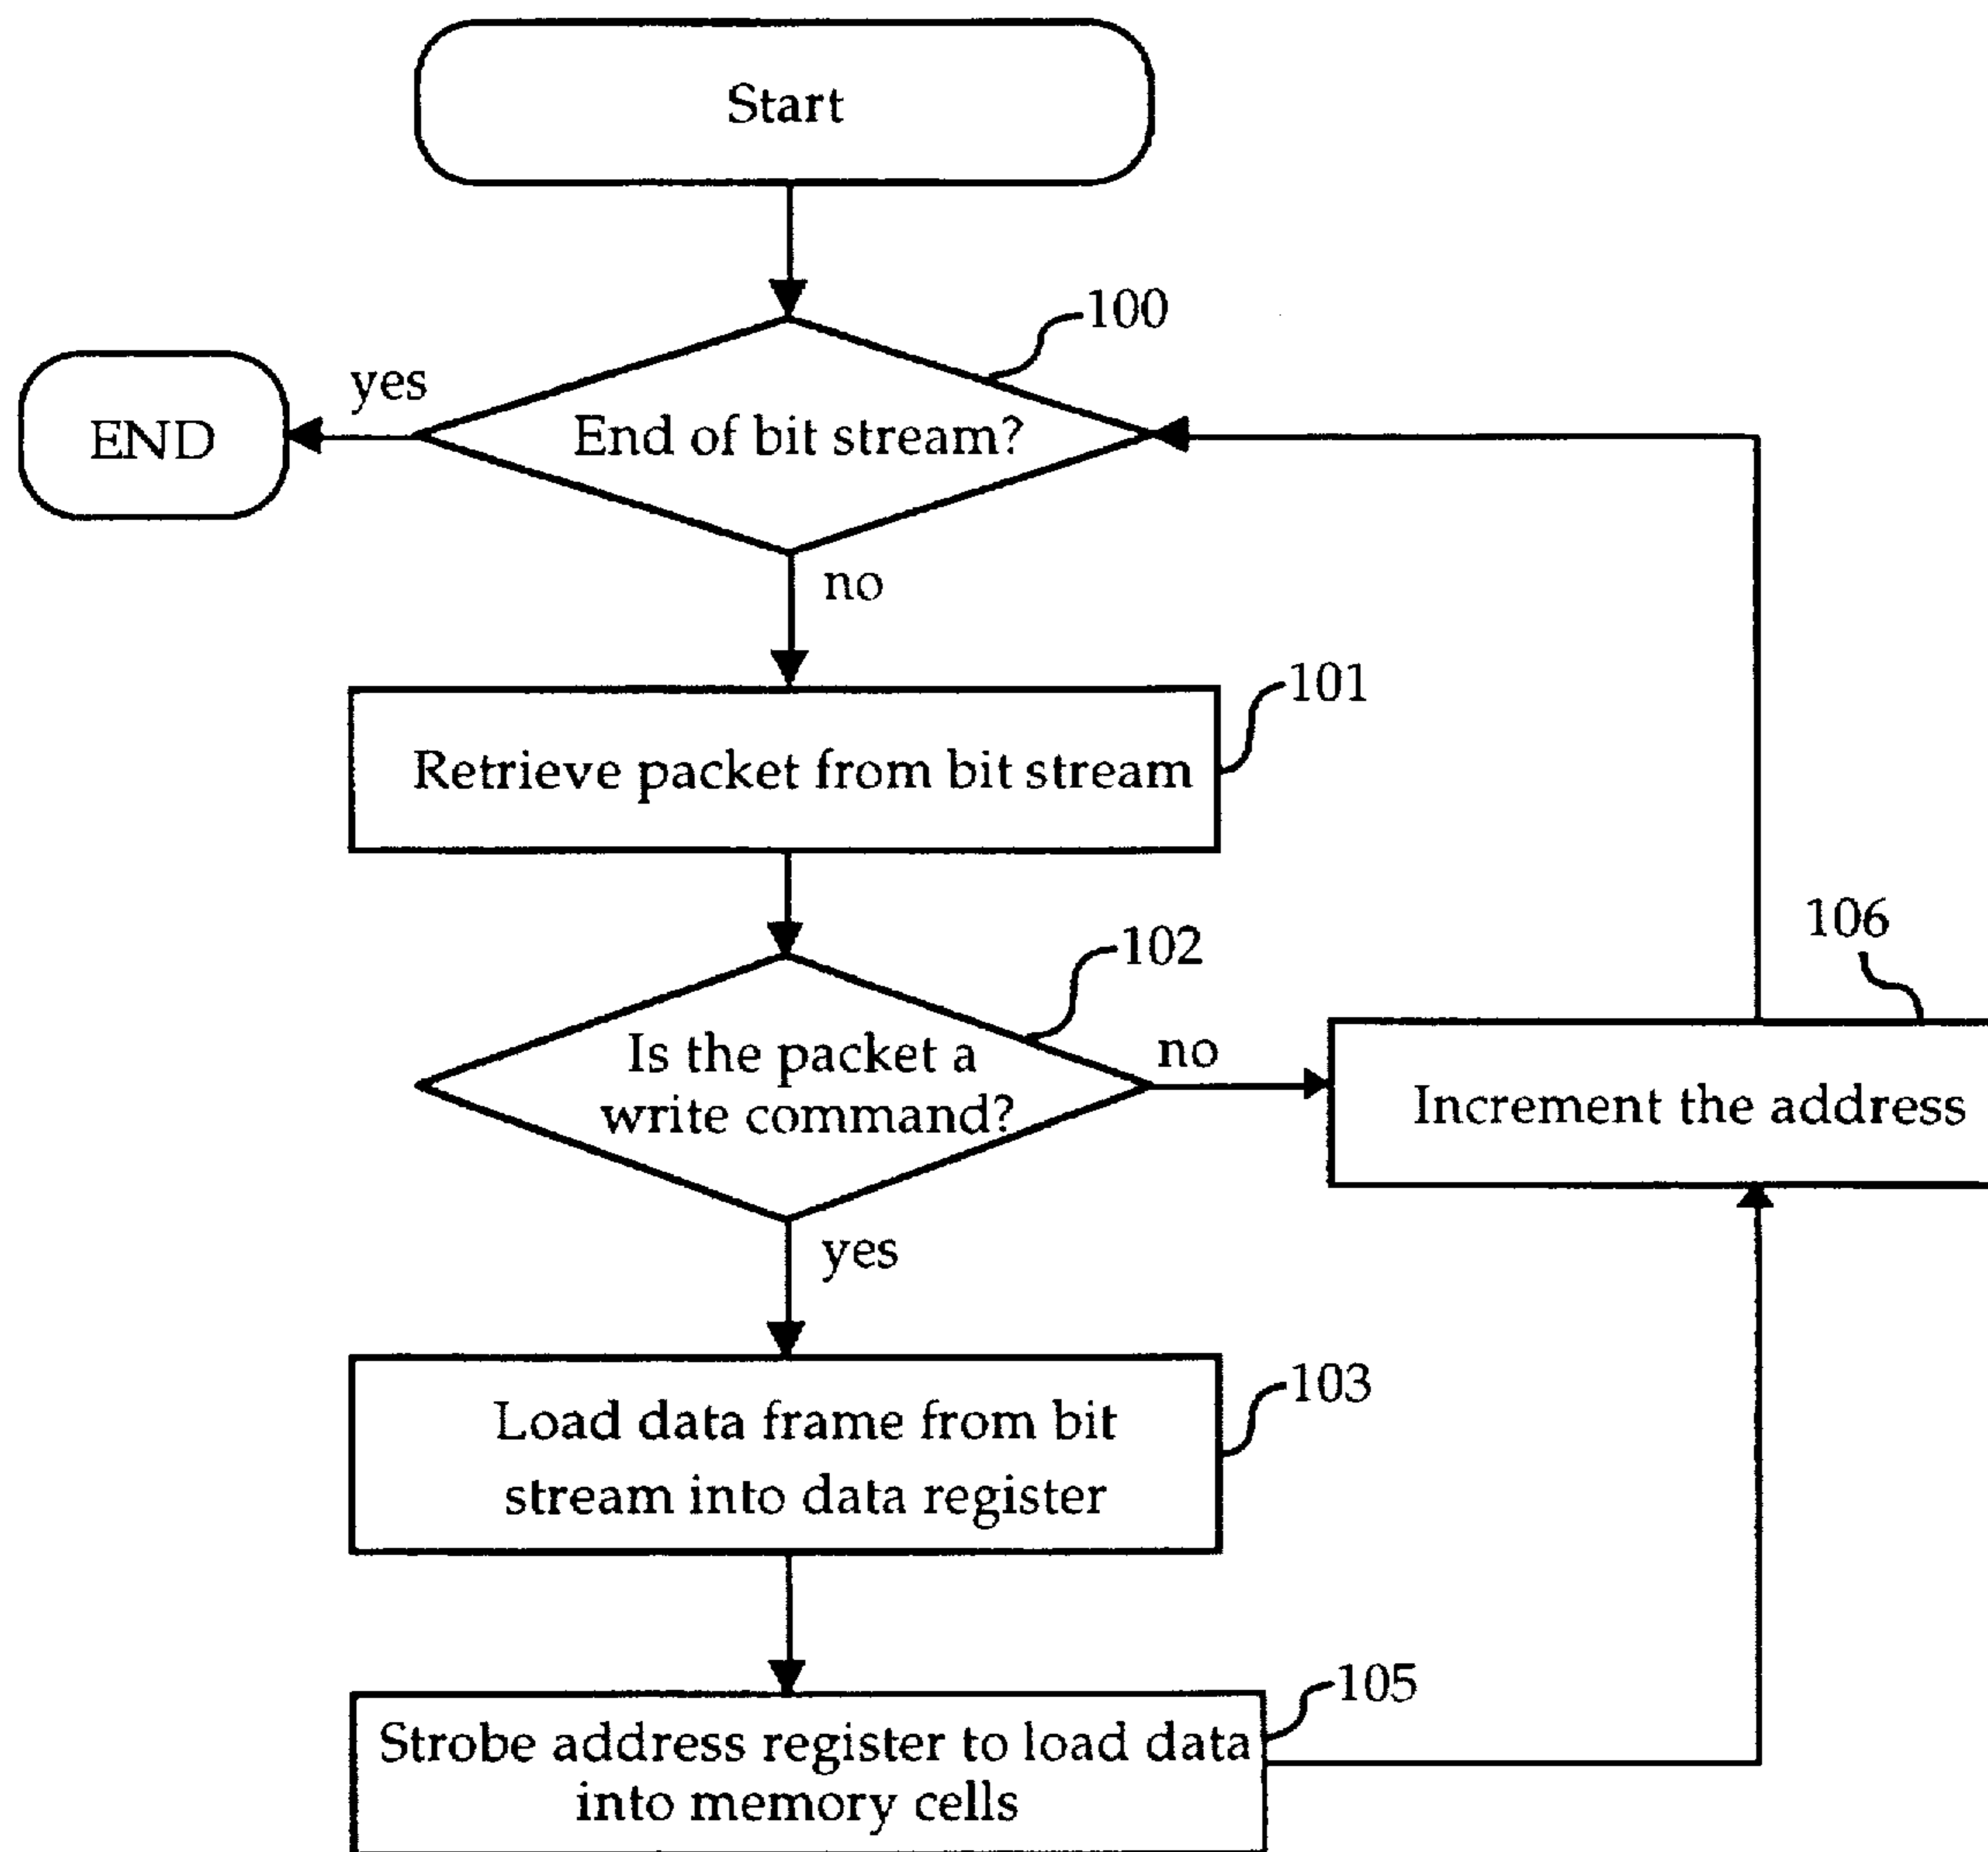 Start
100
yes
END
End of bit stream?
no
101
Retrieve packet from bit stream
102
106
Is the packet a
write command?
no
Increment the address
yes
103
Load data frame from bit
stream into data register
105
Strobe address register to load data
into memory cells